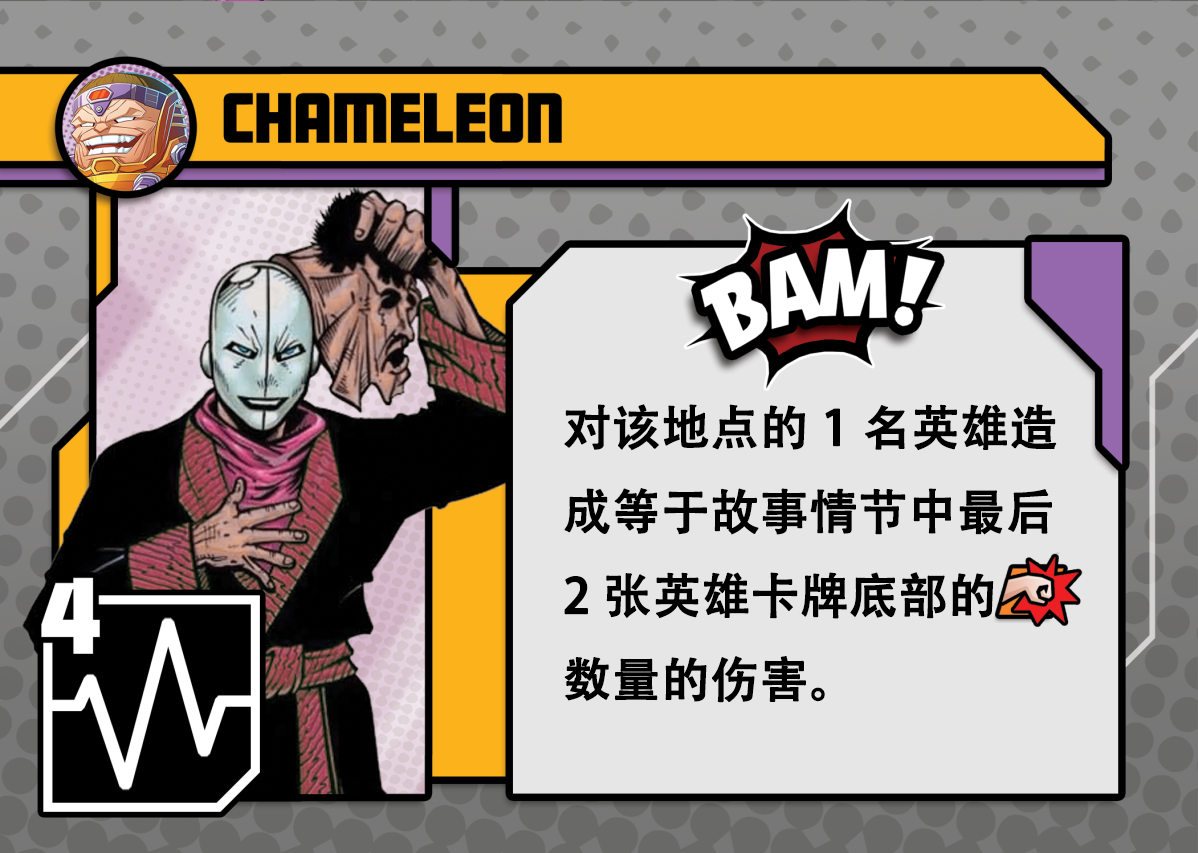 CHAMELEON
BAM!
对该地点的 1 名英雄造
成等于故事情节中最后
2 张英雄卡牌底部的
数量的伤害。
4